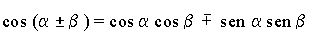 cos (α ± β) = cos α cos β ∓ sen α sen β